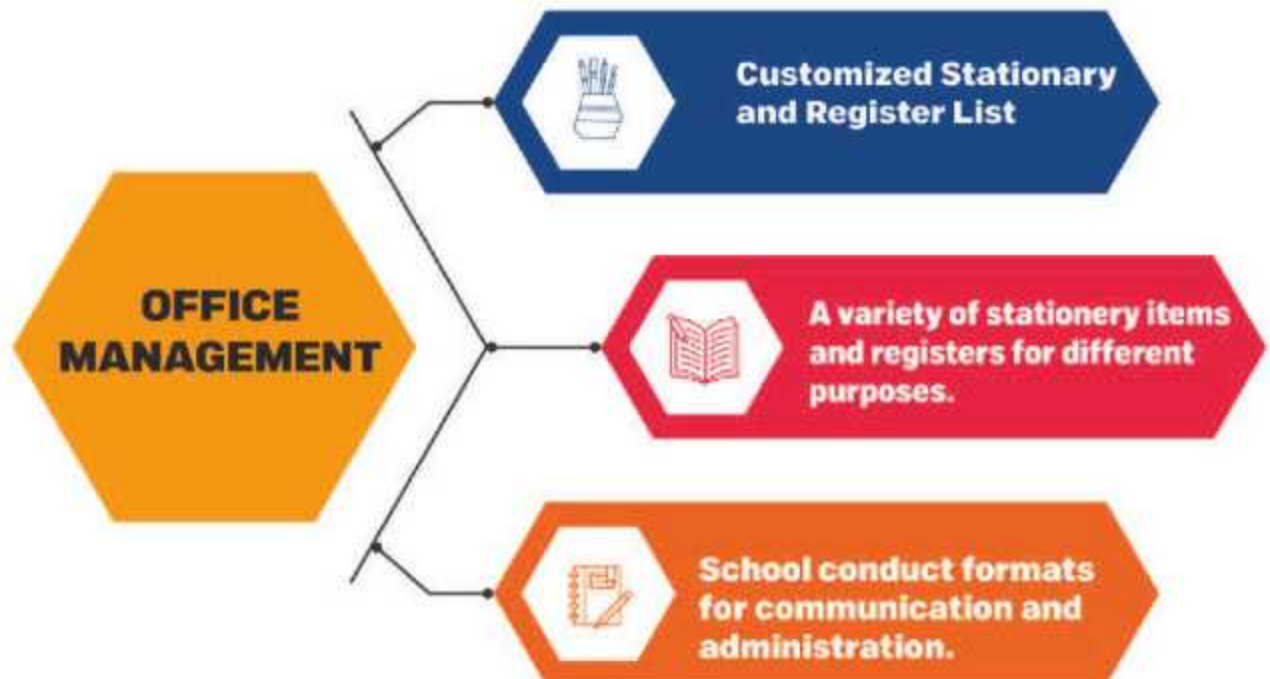 OFFICE
MANAGEMENT
Customized Stationary
and Register List
A variety of stationery items
and registers for different
purposes.
School conduct formats
for communication and
administration.